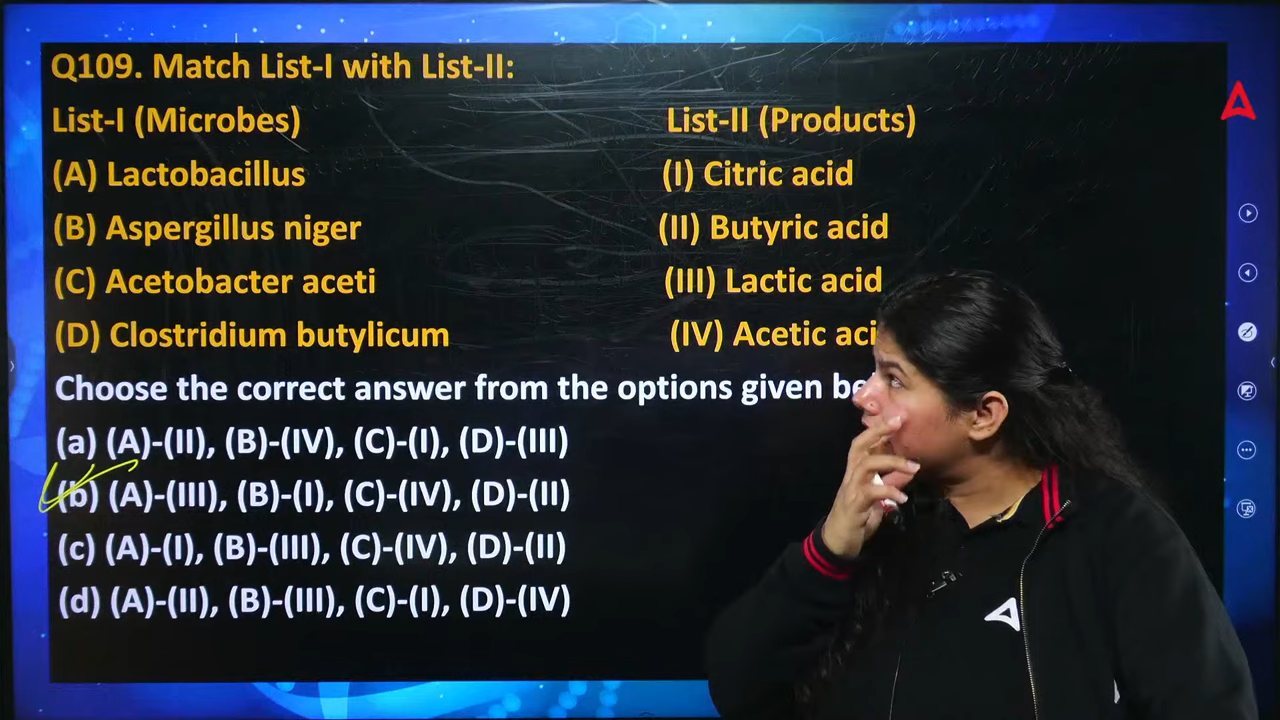 Q109. Match List-I with List-II:
List-I (Microbes) List-II (Products)
(A) Lactobacillus (I) Citric acid
(B) Aspergillus niger (II) Butyric acid
(C) Acetobacter aceti (III) Lactic acid
(D) Clostridium butylicum (IV) Acetic aci
Choose the correct answer from the options given be
(a) (A)-(II), (B)-(IV), (C)-(I), (D)-(III)
(b) (A)-(III), (B)-(I), (C)-(IV), (D)-(II)
(c) (A)-(I), (B)-(III), (C)-(IV), (D)-(II)
(d) (A)-(II), (B)-(III), (C)-(I), (D)-(IV)